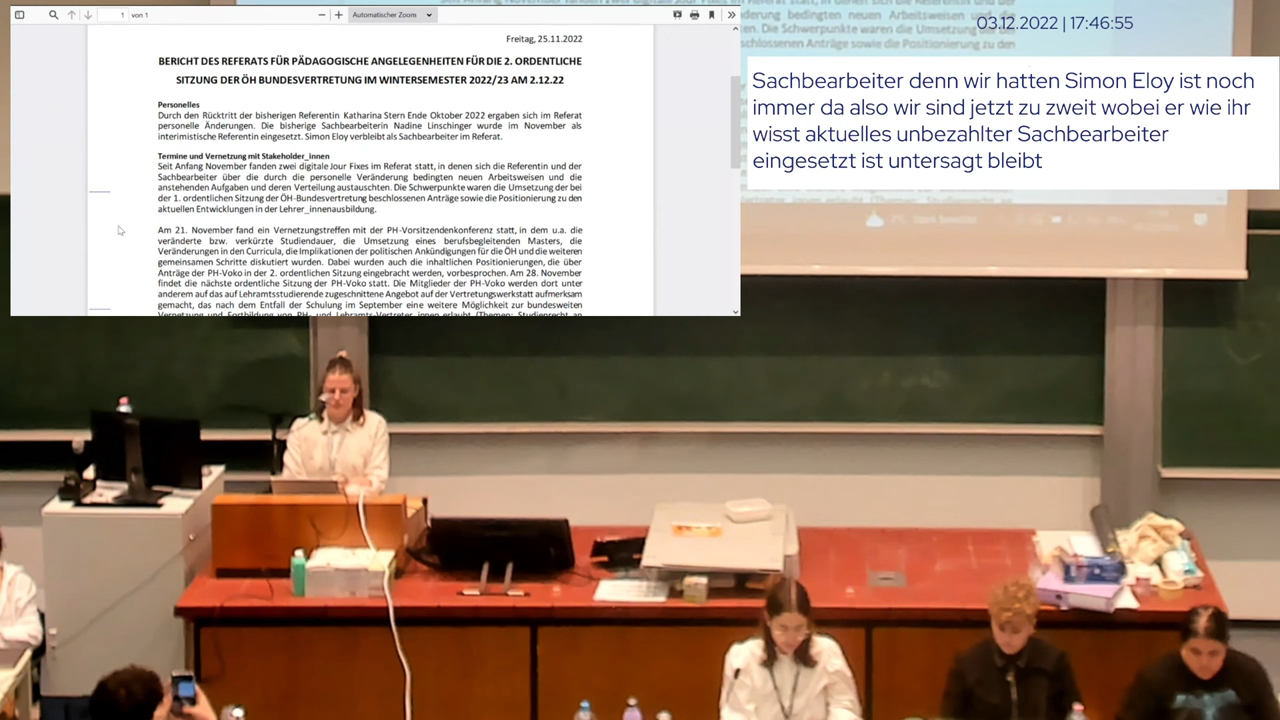 1 von 1
Automatischer Zoom
03.12.2022 | 17:46:55
Freitag, 25.11.2022
BERICHT DES REFERATS FÜR PÄDAGOGISCHE ANGELEGENHEITEN FÜR DIE 2. ORDENTLICHE
SITZUNG DER ÖH BUNDESVERTRETUNG IM WINTERSEMESTER 2022/23 AM 2.12.22
Personelles
Durch den Rücktritt der bisherigen Referentin Katharina Stern Ende Oktober 2022 ergaben sich im Referat
personelle Änderungen. Die bisherige Sachbearbeiterin Nadine Linschinger wurde im November als
interimistische Referentin eingesetzt. Simon Eloy verbleibt als Sachbearbeiter im Referat.
Termine und Vernetzung mit Stakeholder_innen
Seit Anfang November fanden zwei digitale Jour Fixes im Referat statt, in denen sich die Referentin und der
Sachbearbeiter über die durch die personelle Veränderung bedingten neuen Arbeitsweisen und die
anstehenden Aufgaben und deren Verteilung austauschten. Die Schwerpunkte waren die Umsetzung der bei
der 1. ordentlichen Sitzung der ÖH-Bundesvertretung beschlossenen Anträge sowie die Positionierung zu den
aktuellen Entwicklungen in der Lehrer_innenausbildung.
Am 21. November fand ein Vernetzungstreffen mit der PH-Vorsitzendenkonferenz statt, in dem u.a. die
veränderte bzw. verkürzte Studiendauer, die Umsetzung eines berufsbegleitenden Masters, die
Veränderungen in den Curricula, die Implikationen der politischen Ankündigungen für die ÖH und die weiteren
gemeinsamen Schritte diskutiert wurden. Dabei wurden auch die inhaltlichen Positionierungen, die über
Anträge der PH-Voko in der 2. ordentlichen Sitzung eingebracht werden, vorbesprochen. Am 28. November
findet die nächste ordentliche Sitzung der PH-Voko statt. Die Mitglieder der PH-Voko werden dort unter
anderem auf das auf Lehramtsstudierende zugeschnittene Angebot auf der Vertretungswerkstatt aufmerksam
gemacht, das nach dem Entfall der Schulung im September eine weitere Möglichkeit zur bundesweiten
Vernetzung und Fortbildung von PH- und Lehramts-Vertreter_innen erlaubt (Themen: Studienrecht an
Sachbearbeiter denn wir hatten Simon Eloy ist noch
immer da also wir sind jetzt zu zweit wobei er wie ihr
wisst aktuelles unbezahlter Sachbearbeiter
eingesetzt ist untersagt bleibt